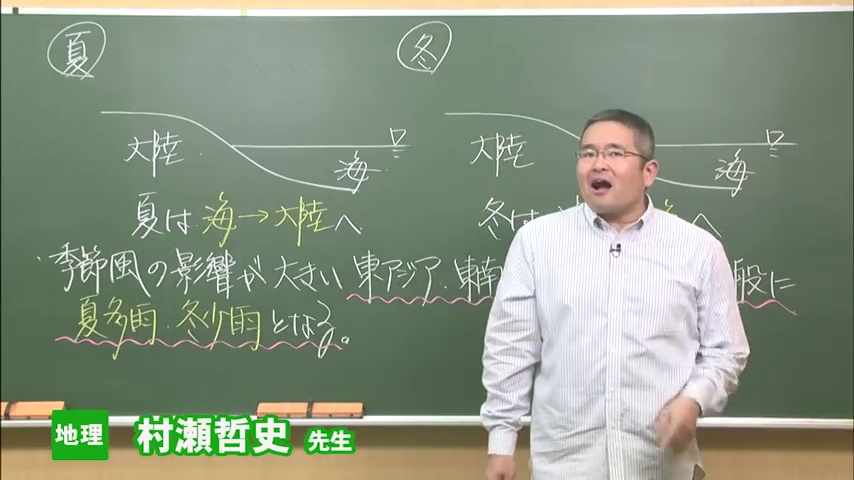 夏
冬
大陸
海
大陸
海
夏は 海→大陸へ
冬は へ
季節風の影響が大きい 東アジア・東南 般に
夏多雨・冬少雨となる。
地理 村瀬哲史 先生